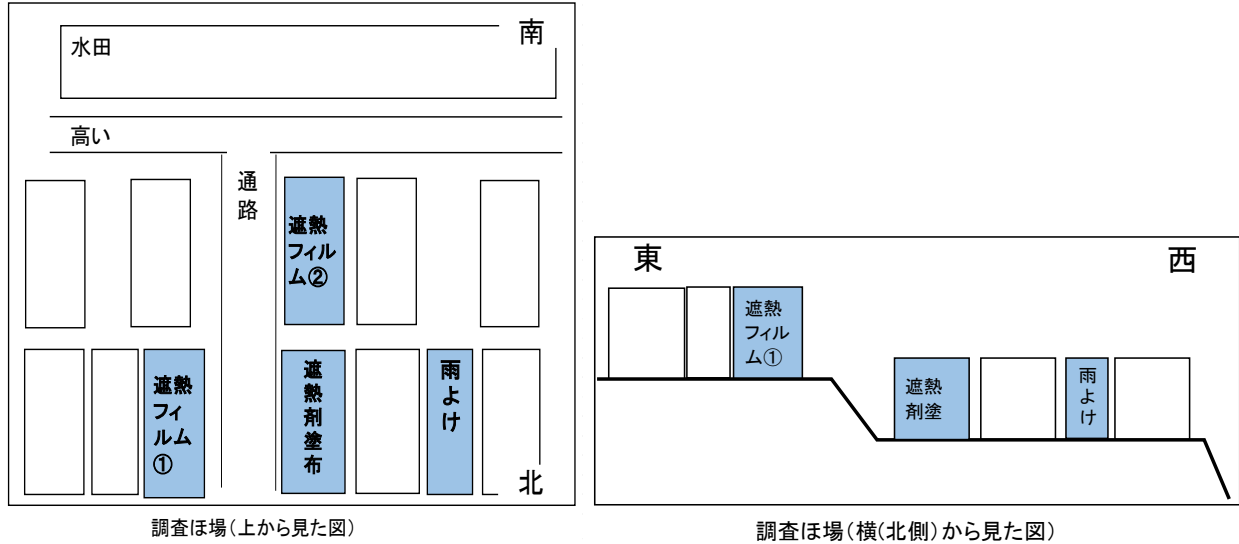 南
水田
高い
通
路
遮熱
フィル
ム②
遮熱
フィ
ルム
①
遮
熱
剤
塗
布
雨
よ
け
北
調査ほ場(上から見た図)
東
西
遮熱
フィル
ム①
遮熱
剤塗
雨
よ
け
調査ほ場(横(北側)から見た図)